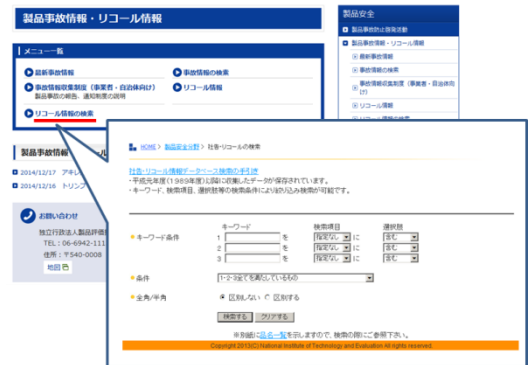 製品事故情報・リコール情報
メニュー一覧
最新事故情報
事故情報の検索
事故情報収集制度（事業者・自治体向け）
製品事故の報告、通知制度の説明
リコール情報
リコール情報の検索
製品事故情報
2014/12/17 アキレ
2014/12/16 トリンプ
お問い合わせ
独立行政法人製品評価
TEL：06-6942-111
住所：〒540-0008
地図
製品安全
製品事故防止啓発活動
製品事故情報・リコール情報
最新事故情報
事故情報の検索
事故情報収集制度（事業者・自治体向け）
リコール情報
リコール情報の検索
HOME > 製品安全分野 > 社告・リコールの検索
社告・リコール情報データベース検索の手引き
・平成元年度(1989年度)以降に収集したデータが保存されています。
・キーワード、検索項目、選択肢等の検索条件により絞り込み検索が可能です。
キーワード 検索項目 選択肢
＊キーワード条件 1 を 指定なし に 含む
2 を 指定なし に 含む
3 を 指定なし に 含む
＊条件 1・2・3全てを満たしているもの
＊全角/半角 区別しない 区別する
検索する クリアする
※別紙に品名一覧を示しますので、検索の際にご参照下さい。
Copyright 2013(C) National Institute of Technology and Evaluation All rights reserved.